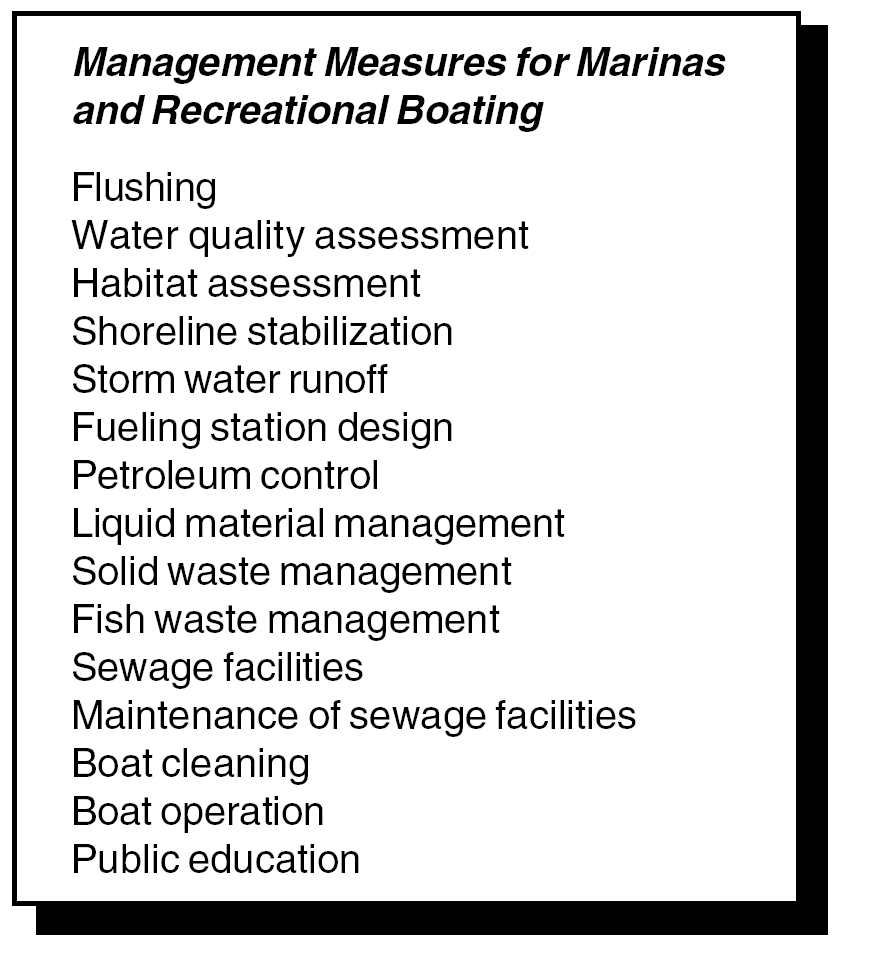 Management Measures for Marinas
and Recreational Boating
Flushing
Water quality assessment
Habitat assessment
Shoreline stabilization
Storm water runoff
Fueling station design
Petroleum control
Liquid material management
Solid waste management
Fish waste management
Sewage facilities
Maintenance of sewage facilities
Boat cleaning
Boat operation
Public education